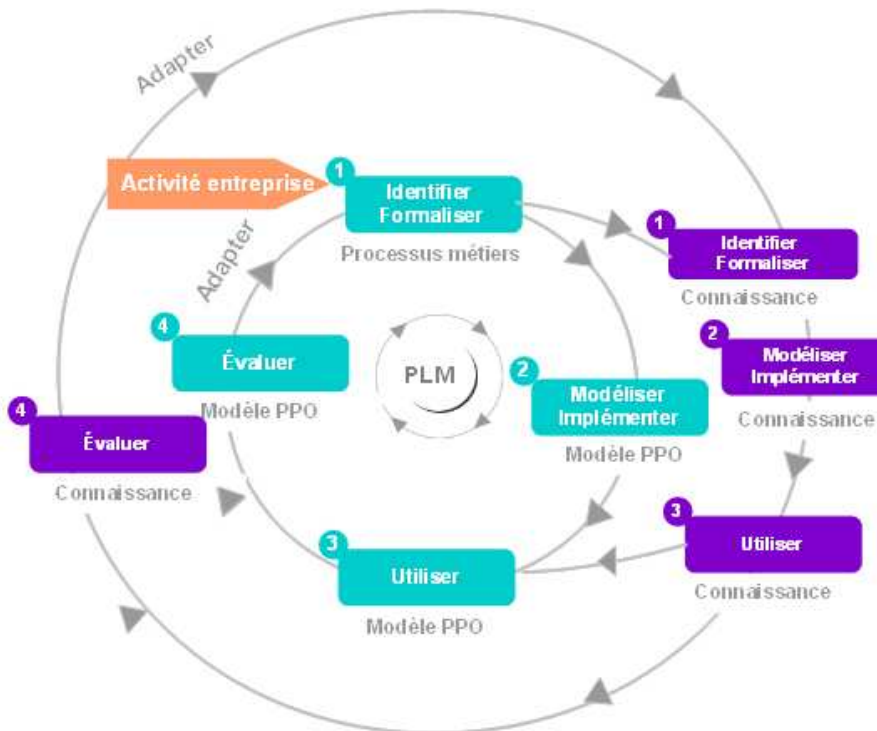 Adapter
Activité entreprise
1
Identifier
Formaliser
Processus métiers
1
Identifier
Formaliser
Connaissance
Adapter
4
Évaluer
Modèle PPO
PLM
2
Modéliser
Implémenter
Modèle PPO
2
Modéliser
Implémenter
Connaissance
4
Évaluer
Connaissance
3
Utiliser
Modèle PPO
3
Utiliser
Connaissance